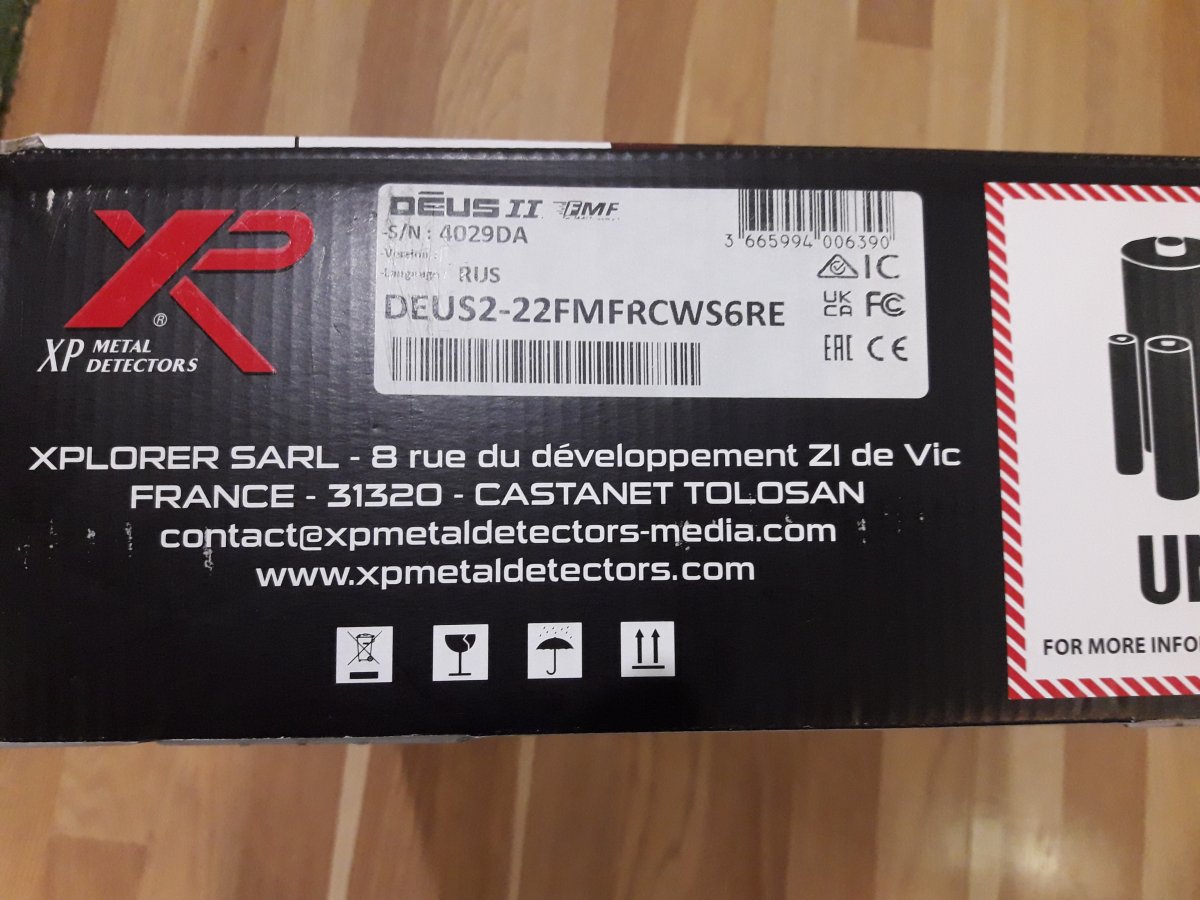 XP
®
XP METAL
DETECTORS
DEUS II FMF
-S/N : 4029DA
-Version :
-Language : RUS
DEUS2-22FMFRCWS6RE
3 665994 006390
IC
UK
CA
FC
EAC CE
XPLORER SARL - 8 rue du développement ZI de Vic
FRANCE - 31320 - CASTANET TOLOSAN
contact@xpmetaldetectors-media.com
www.xpmetaldetectors.com
FOR MORE